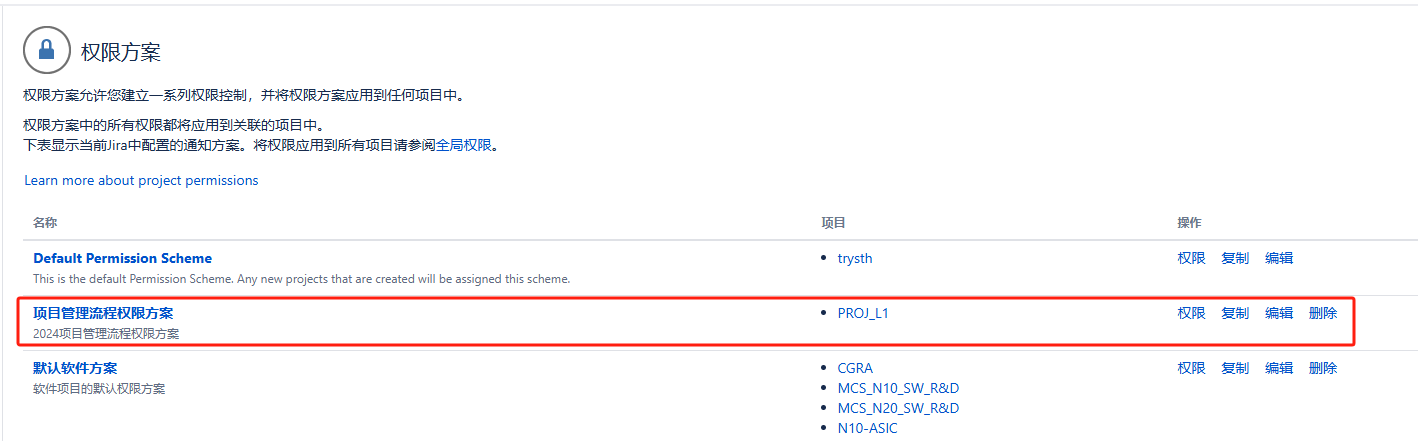 权限方案
权限方案允许您建立一系列权限控制，并将权限方案应用到任何项目中。
权限方案中的所有权限都将应用到关联的项目中。
下表显示当前Jira中配置的通知方案。将权限应用到所有项目请参阅全局权限。
Learn more about project permissions
名称 项目 操作
Default Permission Scheme • trysth 权限 复制 编辑
This is the default Permission Scheme. Any new projects that are created will be assigned this scheme.
项目管理流程权限方案 • PROJ_L1 权限 复制 编辑 删除
2024项目管理流程权限方案
默认软件方案 • CGRA 权限 复制 编辑 删除
软件项目的默认权限方案 • MCS_N10_SW_R&D
• MCS_N20_SW_R&D
• N10-ASIC